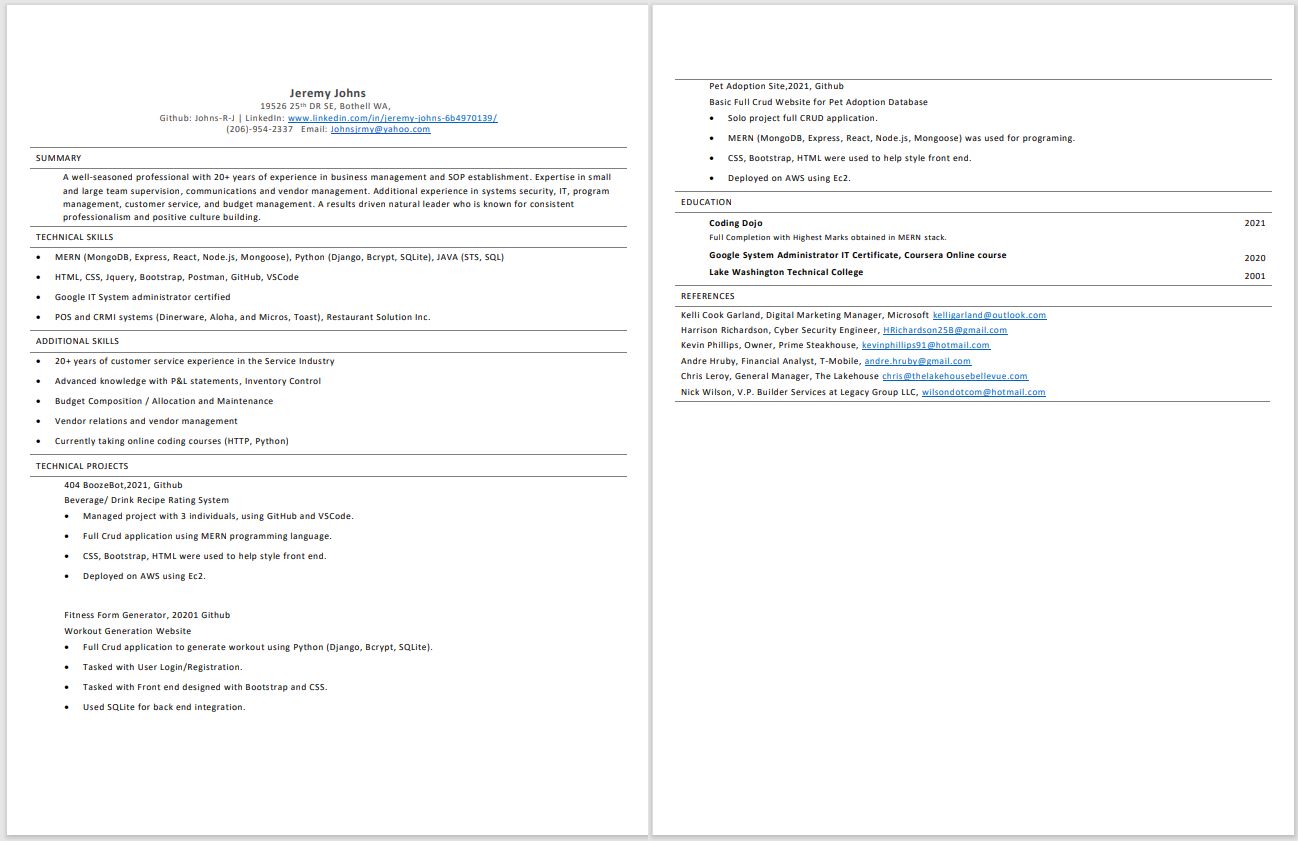 Jeremy Johns
19526 25th DR SE, Bothell WA,
Github: Johns-R-J | LinkedIn: www.linkedin.com/in/jeremy-johns-6b4970139/
(206)-954-2337 Email: Johnsjrmy@yahoo.com
SUMMARY
A well-seasoned professional with 20+ years of experience in business management and SOP establishment. Expertise in small
and large team supervision, communications and vendor management. Additional experience in systems security, IT, program
management, customer service, and budget management. A results driven natural leader who is known for consistent
professionalism and positive culture building.
TECHNICAL SKILLS
• MERN (MongoDB, Express, React, Node.js, Mongoose), Python (Django, Bcrypt, SQLite), JAVA (STS, SQL)
• HTML, CSS, Jquery, Bootstrap, Postman, GitHub, VSCode
• Google IT System administrator certified
• POS and CRMI systems (Dinerware, Aloha, and Micros, Toast), Restaurant Solution Inc.
ADDITIONAL SKILLS
• 20+ years of customer service experience in the Service Industry
• Advanced knowledge with P&L statements, Inventory Control
• Budget Composition / Allocation and Maintenance
• Vendor relations and vendor management
• Currently taking online coding courses (HTTP, Python)
TECHNICAL PROJECTS
404 BoozeBot,2021, Github
Beverage/ Drink Recipe Rating System
• Managed project with 3 individuals, using GitHub and VSCode.
• Full Crud application using MERN programming language.
• CSS, Bootstrap, HTML were used to help style front end.
• Deployed on AWS using Ec2.
Fitness Form Generator, 20201 Github
Workout Generation Website
• Full Crud application to generate workout using Python (Django, Bcrypt, SQLite).
• Tasked with User Login/Registration.
• Tasked with Front end designed with Bootstrap and CSS.
• Used SQLite for back end integration.
Pet Adoption Site,2021, Github
Basic Full Crud Website for Pet Adoption Database
• Solo project full CRUD application.
• MERN (MongoDB, Express, React, Node.js, Mongoose) was used for programing.
• CSS, Bootstrap, HTML were used to help style front end.
• Deployed on AWS using Ec2.
EDUCATION
Coding Dojo 2021
Full Completion with Highest Marks obtained in MERN stack.
Google System Administrator IT Certificate, Coursera Online course 2020
Lake Washington Technical College 2001
REFERENCES
Kelli Cook Garland, Digital Marketing Manager, Microsoft kelligarland@outlook.com
Harrison Richardson, Cyber Security Engineer, HRichardson25B@gmail.com
Kevin Phillips, Owner, Prime Steakhouse, kevinphillips91@hotmail.com
Andre Hruby, Financial Analyst, T-Mobile, andre.hruby@gmail.com
Chris Leroy, General Manager, The Lakehouse chris@thelakehousebellevue.com
Nick Wilson, V.P. Builder Services at Legacy Group LLC, wilsondotcom@hotmail.com